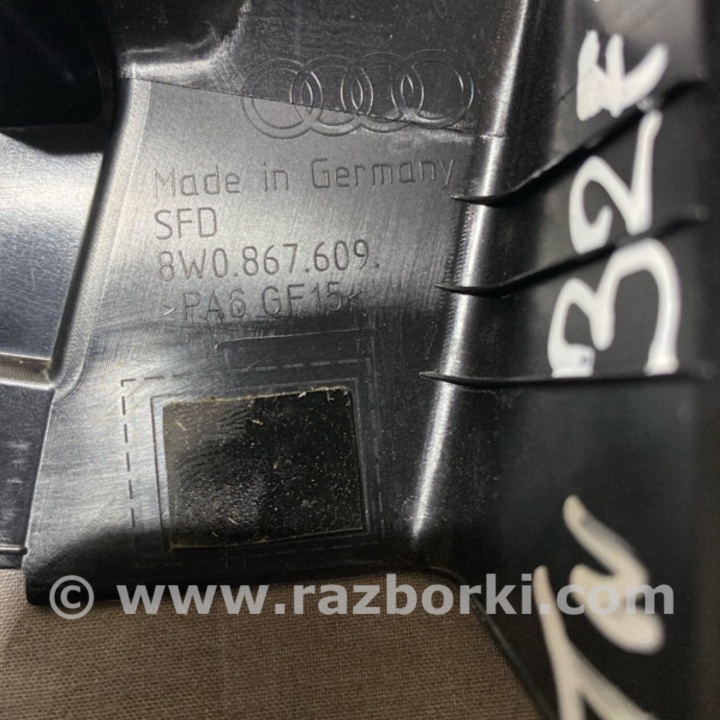 Made in Germany
SFD
8W0.867.609.
>PA6 GF15<
© www.razborki.com